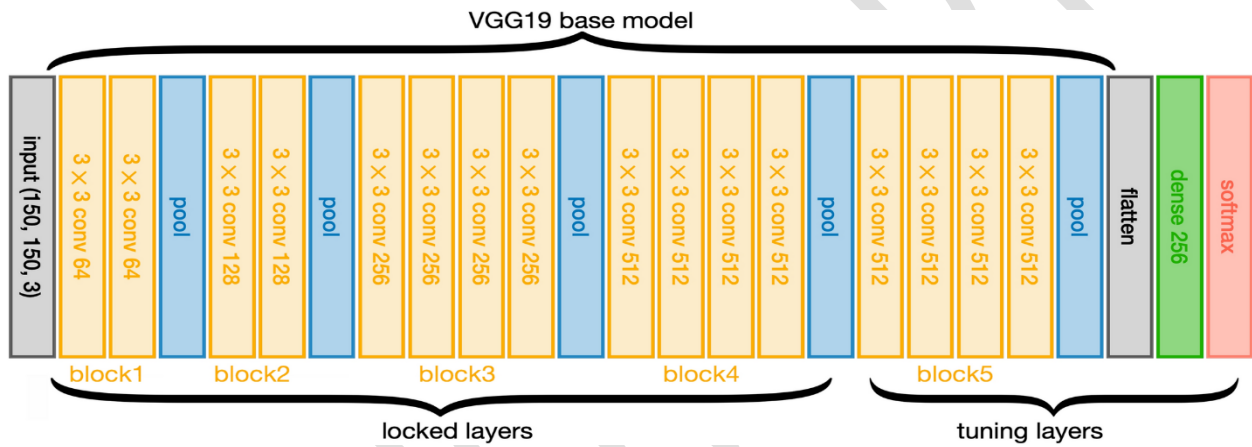 VGG19 base model
input (150, 150, 3)
3 × 3 conv 64
3 × 3 conv 64
pool
3 × 3 conv 128
3 × 3 conv 128
pool
3 × 3 conv 256
3 × 3 conv 256
3 × 3 conv 256
3 × 3 conv 256
pool
3 × 3 conv 512
3 × 3 conv 512
3 × 3 conv 512
3 × 3 conv 512
pool
3 × 3 conv 512
3 × 3 conv 512
3 × 3 conv 512
3 × 3 conv 512
pool
flatten
dense 256
softmax
block1
block2
block3
block4
block5
locked layers
tuning layers